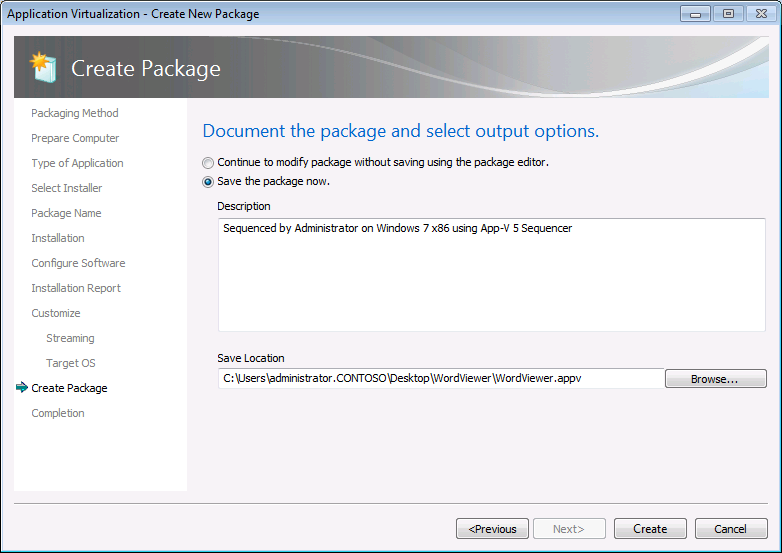 Application Virtualization - Create New Package
Create Package
Packaging Method
Prepare Computer
Type of Application
Select Installer
Package Name
Installation
Configure Software
Installation Report
Customize
Streaming
Target OS
Create Package
Completion
Document the package and select output options.
Continue to modify package without saving using the package editor.
Save the package now.
Description
Sequenced by Administrator on Windows 7 x86 using App-V 5 Sequencer
Save Location
C:\Users\administrator.CONTOSO\Desktop\WordViewer\WordViewer.appv
Browse...
<Previous
Next>
Create
Cancel